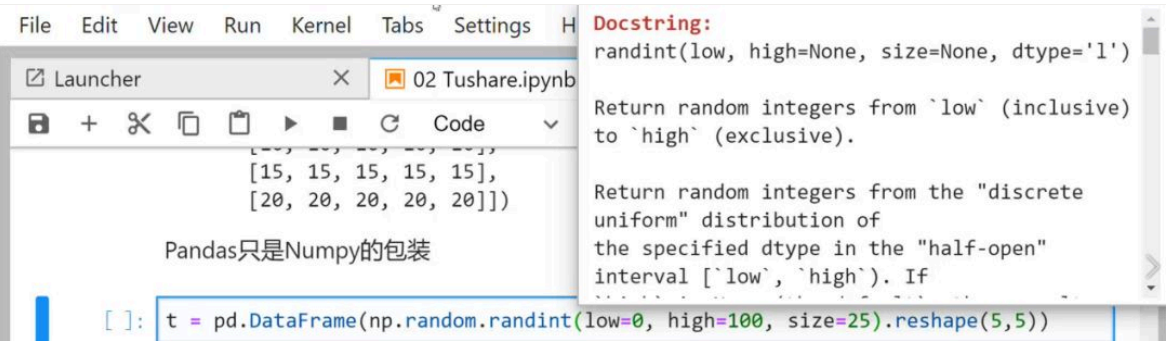 File Edit View Run Kernel Tabs Settings H
Launcher
02 Tushare.ipynb
Code
[15, 15, 15, 15, 15],
[20, 20, 20, 20, 20]])
Pandas只是Numpy的包装
[ ]: t = pd.DataFrame(np.random.randint(low=0, high=100, size=25).reshape(5,5))
Docstring:
randint(low, high=None, size=None, dtype='l')
Return random integers from `low` (inclusive)
to `high` (exclusive).
Return random integers from the "discrete
uniform" distribution of
the specified dtype in the "half-open"
interval [`low`, `high`). If